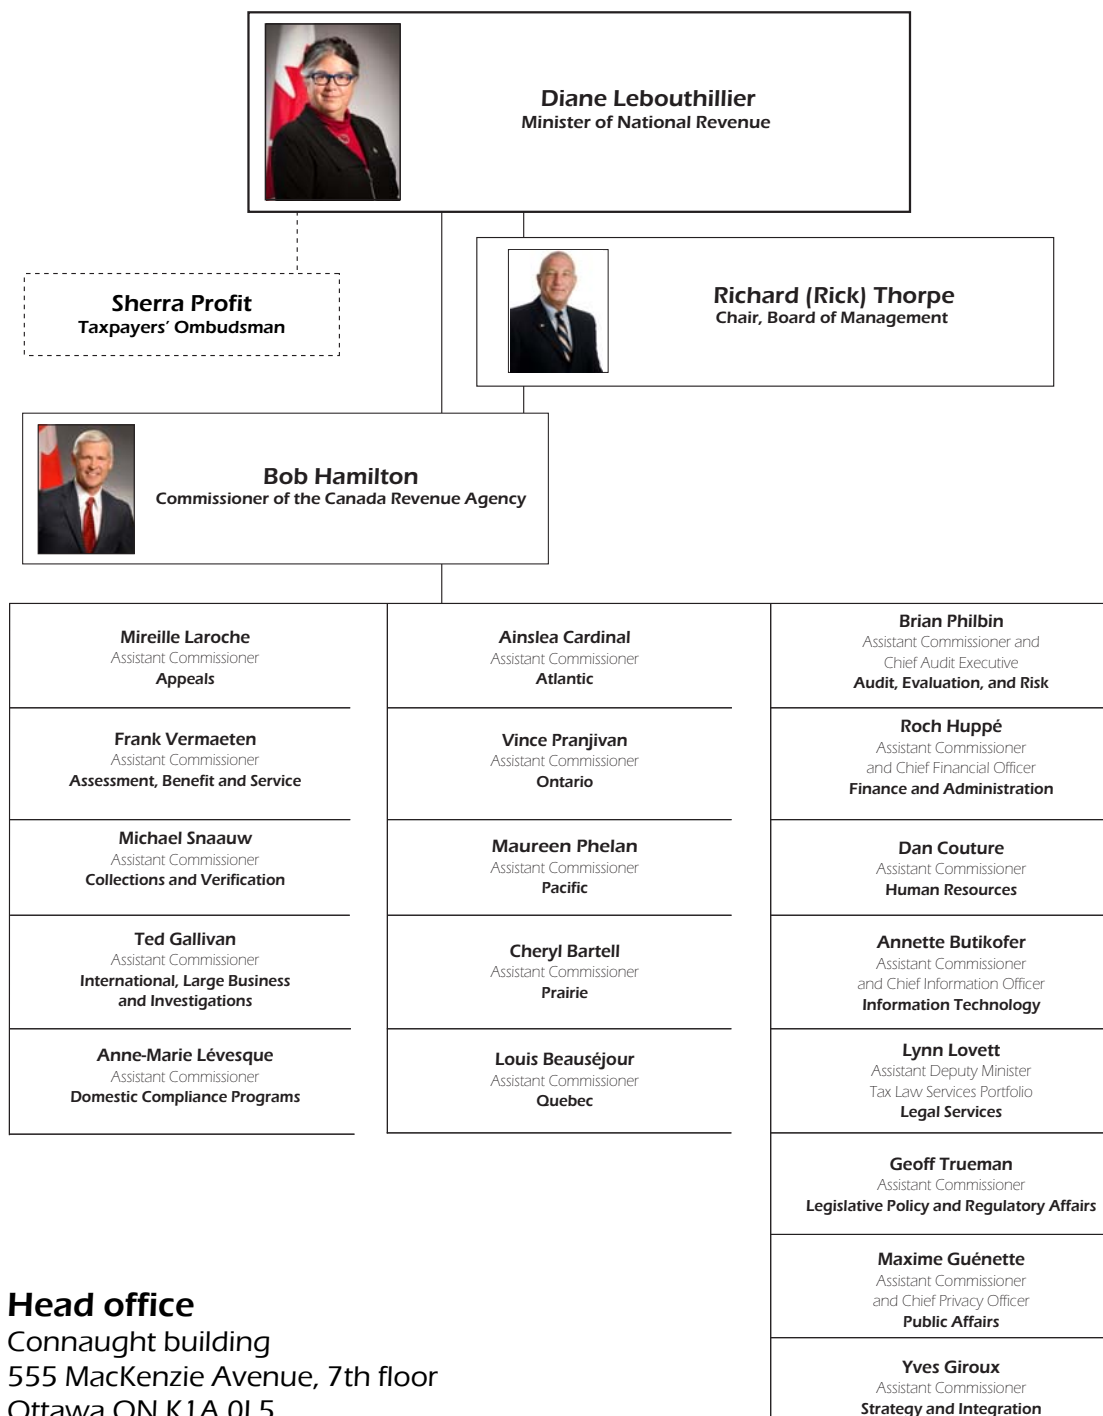 Diane Lebouthillier
Minister of National Revenue
Sherra Profit
Taxpayers’ Ombudsman
Richard (Rick) Thorpe
Chair, Board of Management
Bob Hamilton
Commissioner of the Canada Revenue Agency
Mireille Laroche
Assistant Commissioner
Appeals
Frank Vermaeten
Assistant Commissioner
Assessment, Benefit and Service
Michael Snaauw
Assistant Commissioner
Collections and Verification
Ted Gallivan
Assistant Commissioner
International, Large Business
and Investigations
Anne-Marie Lévesque
Assistant Commissioner
Domestic Compliance Programs
Ainslea Cardinal
Assistant Commissioner
Atlantic
Vince Pranjivan
Assistant Commissioner
Ontario
Maureen Phelan
Assistant Commissioner
Pacific
Cheryl Bartell
Assistant Commissioner
Prairie
Louis Beauséjour
Assistant Commissioner
Quebec
Brian Philbin
Assistant Commissioner and
Chief Audit Executive
Audit, Evaluation, and Risk
Roch Huppé
Assistant Commissioner
and Chief Financial Officer
Finance and Administration
Dan Couture
Assistant Commissioner
Human Resources
Annette Butikofer
Assistant Commissioner
and Chief Information Officer
Information Technology
Lynn Lovett
Assistant Deputy Minister
Tax Law Services Portfolio
Legal Services
Geoff Trueman
Assistant Commissioner
Legislative Policy and Regulatory Affairs
Maxime Guénette
Assistant Commissioner
and Chief Privacy Officer
Public Affairs
Yves Giroux
Assistant Commissioner
Strategy and Integration
Head office
Connaught building
555 MacKenzie Avenue, 7th floor
Ottawa ON K1A 0L5